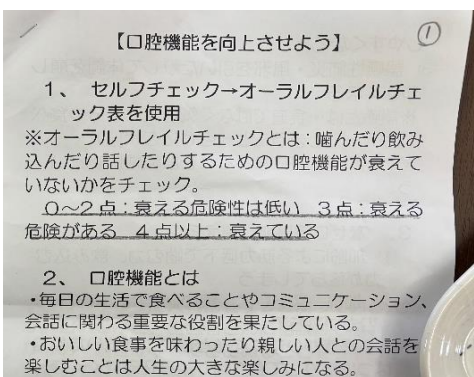 ①
【口腔機能を向上させよう】
1、 セルフチェック→オーラルフレイルチェ
ック表を使用
※オーラルフレイルチェックとは：噛んだり飲み
込んだり話したりするための口腔機能が衰えて
いないかをチェック。
0～2点：衰える危険性は低い 3点：衰える
危険がある 4点以上：衰えている
2、 口腔機能とは
・毎日の生活で食べることやコミュニケーション、
会話に関わる重要な役割を果たしている。
・おいしい食事を味わったり親しい人との会話を
楽しむことは人生の大きな楽しみになる。